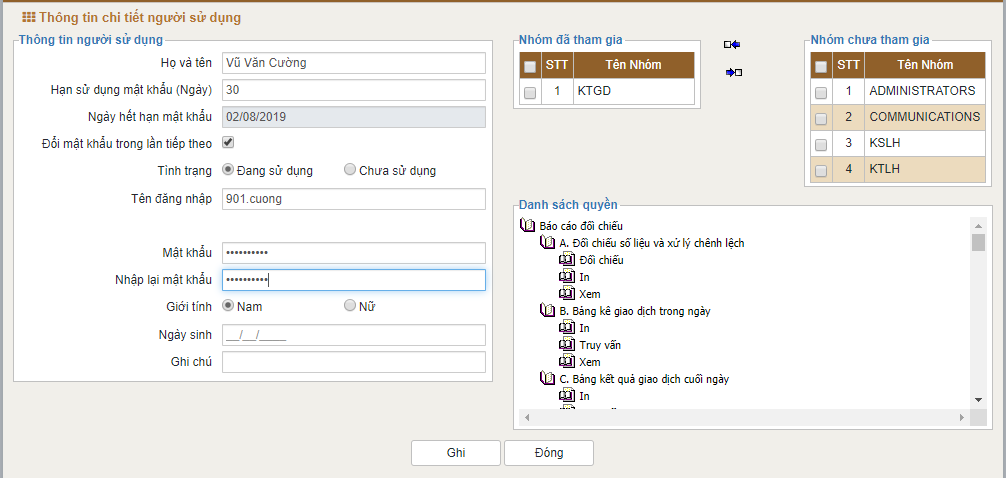 Thông tin chi tiết người sử dụng
Thông tin người sử dụng
Họ và tên Vũ Văn Cường
Hạn sử dụng mật khẩu (Ngày) 30
Ngày hết hạn mật khẩu 02/08/2019
Đổi mật khẩu trong lần tiếp theo
Tình trạng Đang sử dụng Chưa sử dụng
Tên đăng nhập 901.cuong
Mật khẩu ••••••••••
Nhập lại mật khẩu ••••••••••
Giới tính Nam Nữ
Ngày sinh __/__/____
Ghi chú
Nhóm đã tham gia
STT Tên Nhóm
1 KTGD
Nhóm chưa tham gia
STT Tên Nhóm
1 ADMINISTRATORS
2 COMMUNICATIONS
3 KSLH
4 KTLH
Danh sách quyền
Báo cáo đối chiếu
A. Đối chiếu số liệu và xử lý chênh lệch
Đối chiếu
In
Xem
B. Bảng kê giao dịch trong ngày
In
Truy vấn
Xem
C. Bảng kết quả giao dịch cuối ngày
In
Ghi Đóng